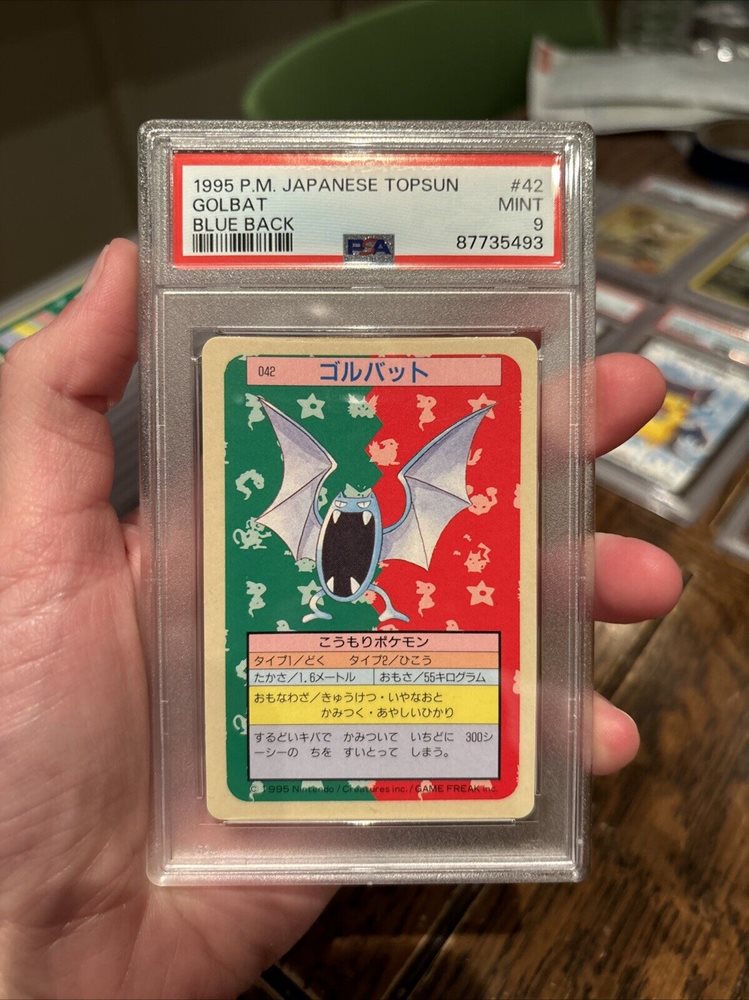 1995 P.M. JAPANESE TOPSUN #42
GOLBAT MINT
BLUE BACK 9
PSA 87735493
042 ゴルバット
こうもりポケモン
タイプ1/どく タイプ2/ひこう
たかさ/1.6メートル おもさ/55キログラム
おもなわざ/きゅうけつ・いやなおと
かみつく・あやしいひかり
するどいキバで かみついて いちどに 300シ
ーシーの ちを すいとって しまう。
© 1995 Nintendo/Creatures inc./GAME FREAK inc.